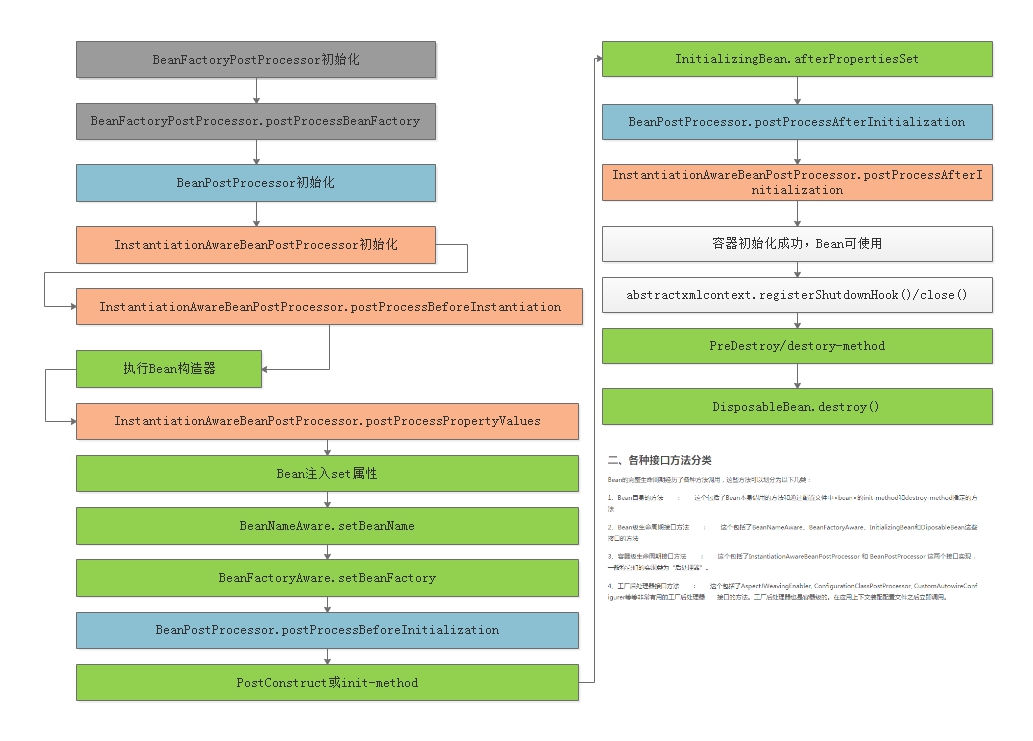 BeanFactoryPostProcessor初始化
BeanFactoryPostProcessor.postProcessBeanFactory
BeanPostProcessor初始化
InstantiationAwareBeanPostProcessor初始化
InstantiationAwareBeanPostProcessor.postProcessBeforeInstantiation
执行Bean构造器
InstantiationAwareBeanPostProcessor.postProcessPropertyValues
Bean注入set属性
BeanNameAware.setBeanName
BeanFactoryAware.setBeanFactory
BeanPostProcessor.postProcessBeforeInitialization
PostConstruct或init-method
InitializingBean.afterPropertiesSet
BeanPostProcessor.postProcessAfterInitialization
InstantiationAwareBeanPostProcessor.postProcessAfterI
nitialization
容器初始化成功，Bean可使用
abstractxmlcontext.registerShutdownHook()/close()
PreDestroy/destory-method
DisposableBean.destroy()
二、各种接口方法分类
Bean的完整生命周期经历了各种方法调用，这些方法可以划分为以下几类：
1、Bean自身的方法　　：　　这个包括了Bean本身调用的方法和通过配置文件中<bean>的init-method和destroy-method指定的方
法
2、Bean级生命周期接口方法　　：　　这个包括了BeanNameAware、BeanFactoryAware、InitializingBean和DiposableBean这些
接口的方法
3、容器级生命周期接口方法　　：　　这个包括了InstantiationAwareBeanPostProcessor 和 BeanPostProcessor 这两个接口实现，
一般称它们的实现类为“后处理器”。
4、工厂后处理器接口方法　　：　　这个包括了AspectJWeavingEnabler, ConfigurationClassPostProcessor, CustomAutowireConf
igurer等等非常有用的工厂后处理器　　接口的方法。工厂后处理器也是容器级的。在应用上下文装配配置文件之后立即调用。